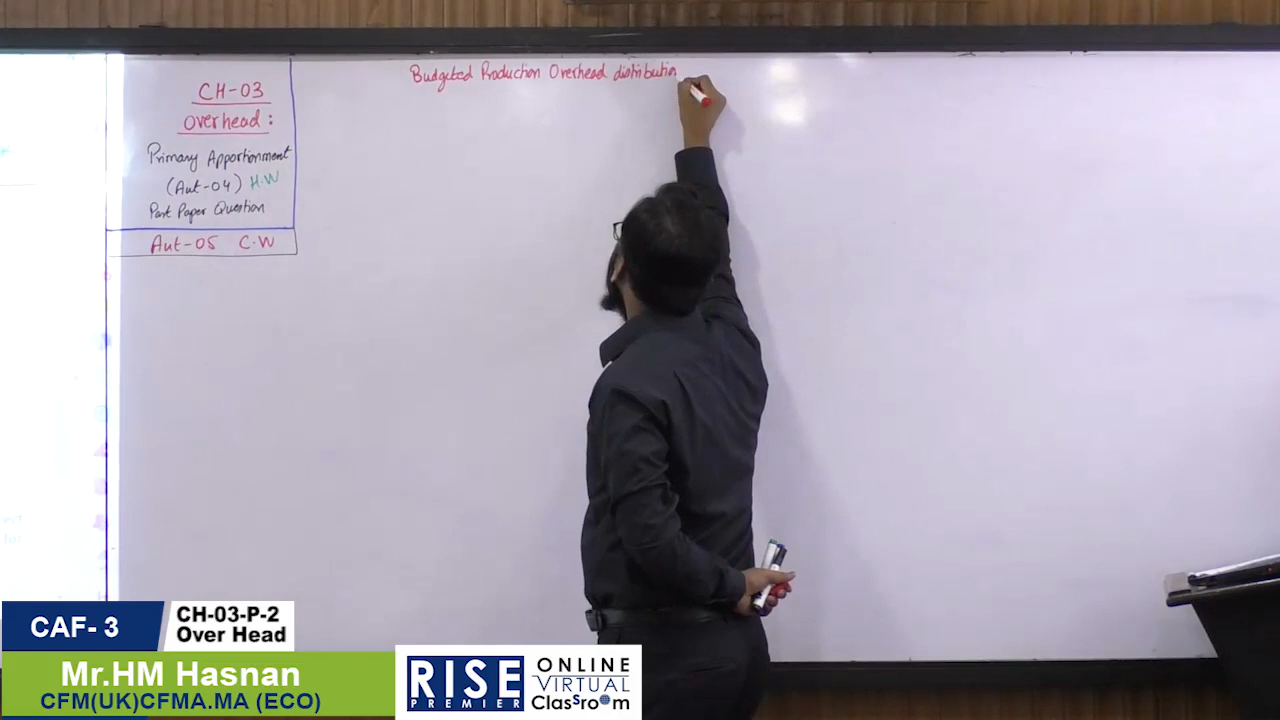 CH-03
Overhead:
Primary Apportionment
(Aut-04) H.W
Past Paper Question
Aut-05 C.W
Budgeted Production Overhead distribution
CAF- 3
CH-03-P-2
Over Head
Mr.HM Hasnan
CFM(UK)CFMA.MA (ECO)
RISE
PREMIER
ONLINE
VIRTUAL
Classroom